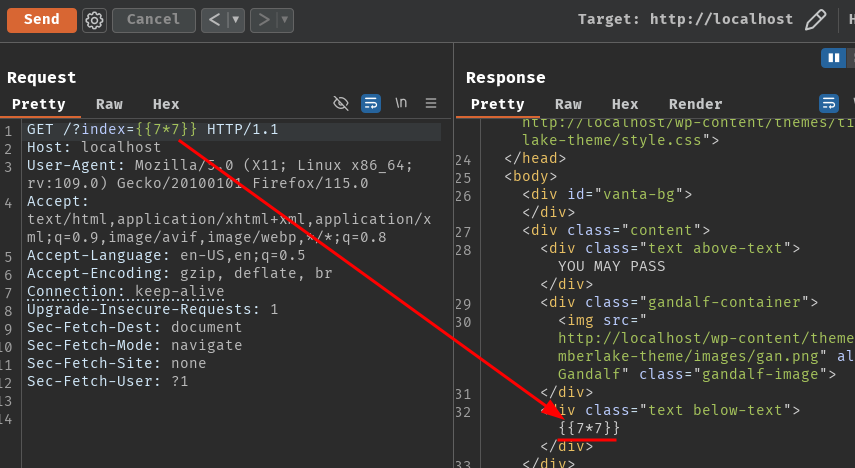 Send
Cancel
< ▾
> ▾
Target: http://localhost
H
Request
Pretty Raw Hex
\n
1 GET /?index={{7*7}} HTTP/1.1
2 Host: localhost
3 User-Agent: Mozilla/5.0 (X11; Linux x86_64;
rv:109.0) Gecko/20100101 Firefox/115.0
4 Accept:
text/html,application/xhtml+xml,application/x
ml;q=0.9,image/avif,image/webp,*/*;q=0.8
5 Accept-Language: en-US,en;q=0.5
6 Accept-Encoding: gzip, deflate, br
7 Connection: keep-alive
8 Upgrade-Insecure-Requests: 1
9 Sec-Fetch-Dest: document
10 Sec-Fetch-Mode: navigate
11 Sec-Fetch-Site: none
12 Sec-Fetch-User: ?1
13
14
Response
Pretty Raw Hex Render
http://localhost/wp-content/themes/ti
lake-theme/style.css">
24 </head>
25 <body>
26 <div id="vanta-bg">
</div>
27 <div class="content">
28 <div class="text above-text">
YOU MAY PASS
</div>
29 <div class="gandalf-container">
30 <img src="
http://localhost/wp-content/theme
mberlake-theme/images/gan.png" al
Gandalf" class="gandalf-image">
31 </div>
32 <div class="text below-text">
{{7*7}}
</div>
33 </div>